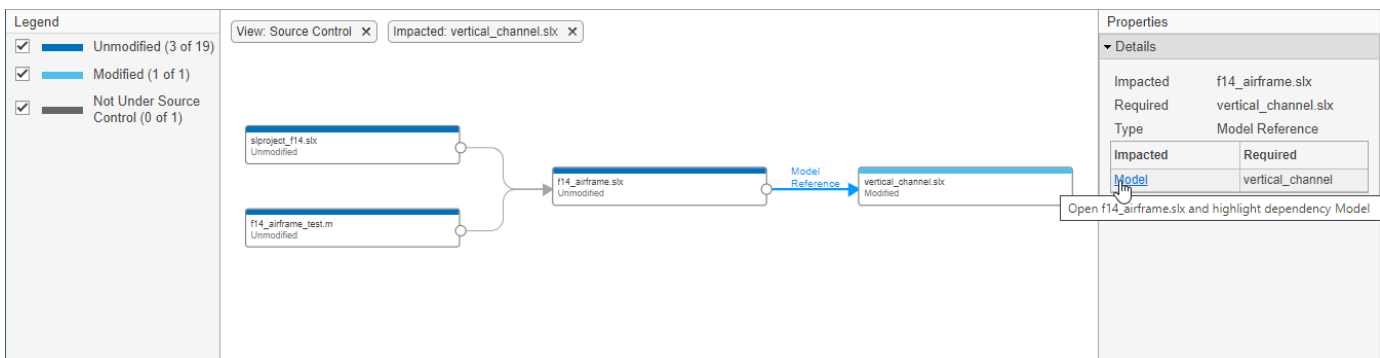 Legend
Unmodified (3 of 19)
Modified (1 of 1)
Not Under Source
Control (0 of 1)
View: Source Control ×
Impacted: vertical_channel.slx ×
slproject_f14.slx
Unmodified
f14_airframe_test.m
Unmodified
f14_airframe.slx
Unmodified
Model
Reference
vertical_channel.slx
Modified
Properties
Details
Impacted f14_airframe.slx
Required vertical_channel.slx
Type Model Reference
Impacted Required
Model vertical_channel
Open f14_airframe.slx and highlight dependency Model